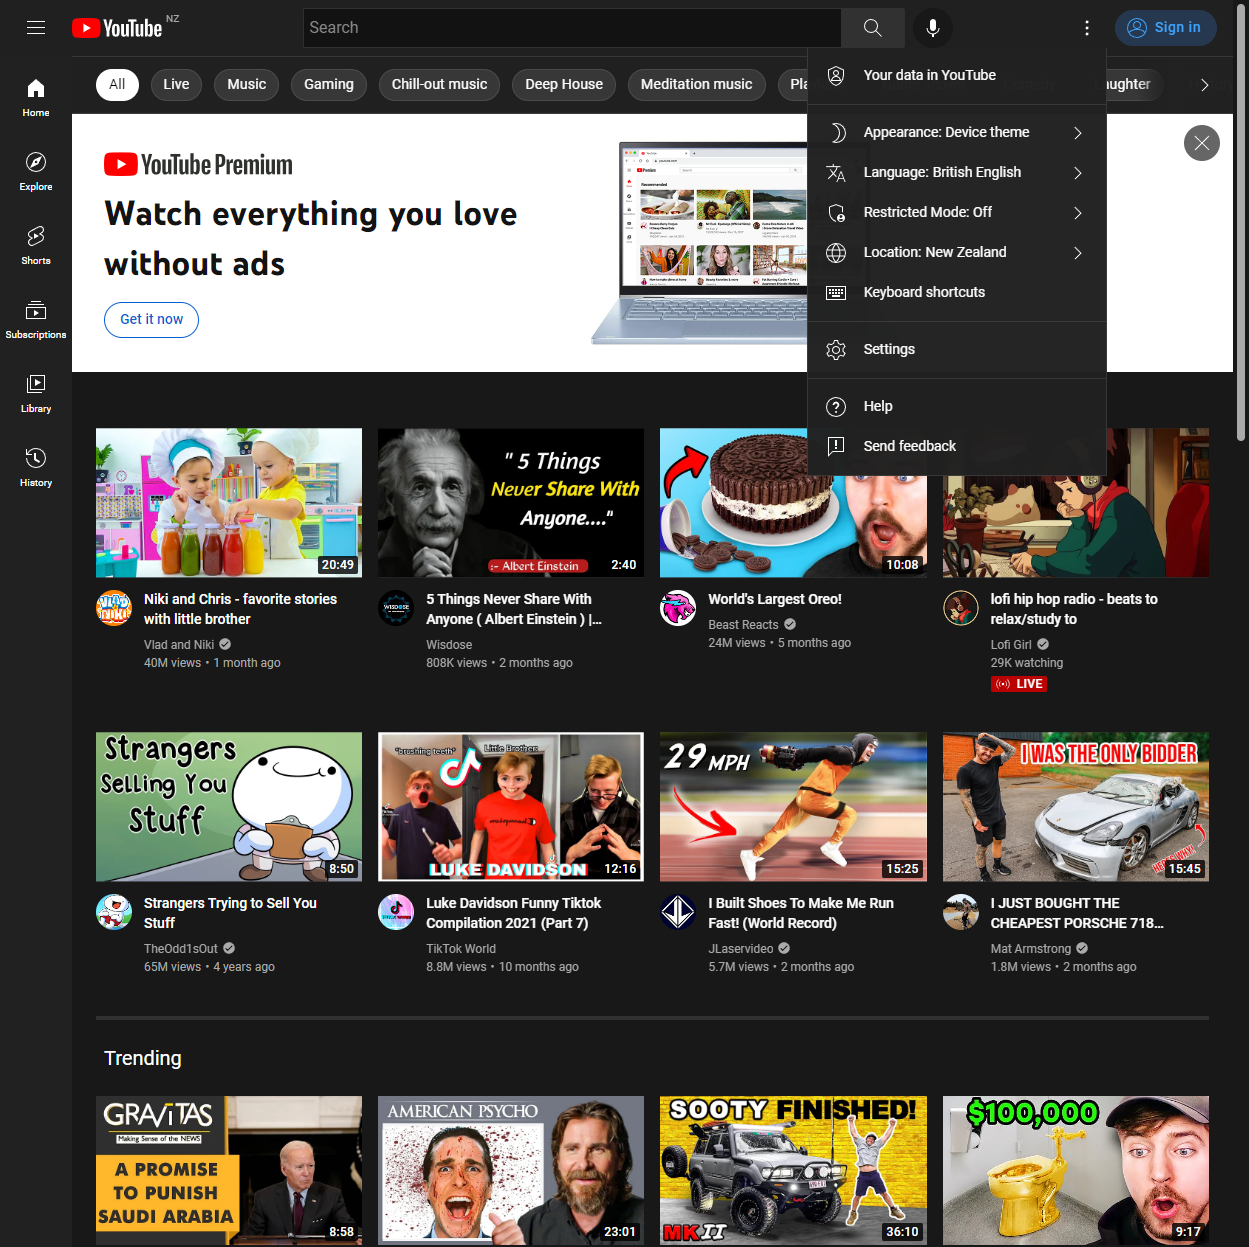 YouTube NZ
Search
Sign in
Home
Explore
Shorts
Subscriptions
Library
History
All
Live
Music
Gaming
Chill-out music
Deep House
Meditation music
YouTube Premium
Watch everything you love
without ads
Get it now
Your data in YouTube
Appearance: Device theme
Language: British English
Restricted Mode: Off
Location: New Zealand
Keyboard shortcuts
Settings
Help
Send feedback
20:49
Niki and Chris - favorite stories
with little brother
Vlad and Niki
40M views • 1 month ago
" 5 Things
Never Share With
Anyone...."
:- Albert Einstein
2:40
5 Things Never Share With
Anyone ( Albert Einstein ) |...
Wisdose
808K views • 2 months ago
10:08
World's Largest Oreo!
Beast Reacts
24M views • 5 months ago
lofi hip hop radio - beats to
relax/study to
Lofi Girl
29K watching
LIVE
Strangers
Selling You
Stuff
8:50
Strangers Trying to Sell You
Stuff
TheOdd1sOut
65M views • 4 years ago
*brushing teeth*
Little Brother..
LUKE DAVIDSON
12:16
Luke Davidson Funny Tiktok
Compilation 2021 (Part 7)
TikTok World
8.8M views • 10 months ago
29 MPH
15:25
I Built Shoes To Make Me Run
Fast! (World Record)
JLaservideo
5.7M views • 2 months ago
I WAS THE ONLY BIDDER
15:45
I JUST BOUGHT THE
CHEAPEST PORSCHE 718...
Mat Armstrong
1.8M views • 2 months ago
Trending
GRAVITAS
Making Sense of the NEWS
A PROMISE
TO PUNISH
SAUDI ARABIA
8:58
AMERICAN PSYCHO
23:01
SOOTY FINISHED!
MK II
36:10
$100,000
9:17